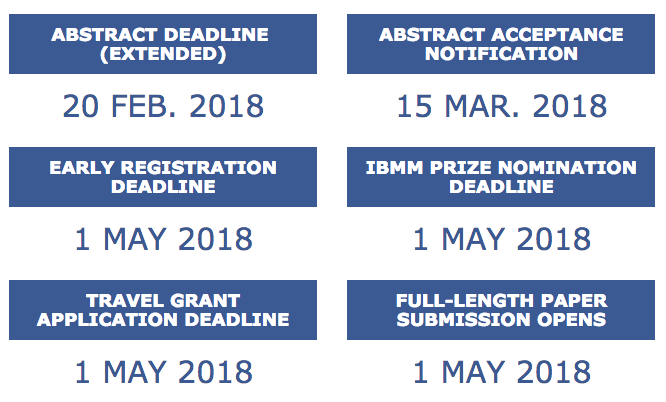 ABSTRACT DEADLINE
(EXTENDED)
20 FEB. 2018
ABSTRACT ACCEPTANCE
NOTIFICATION
15 MAR. 2018
EARLY REGISTRATION
DEADLINE
1 MAY 2018
IBMM PRIZE NOMINATION
DEADLINE
1 MAY 2018
TRAVEL GRANT
APPLICATION DEADLINE
1 MAY 2018
FULL-LENGTH PAPER
SUBMISSION OPENS
1 MAY 2018